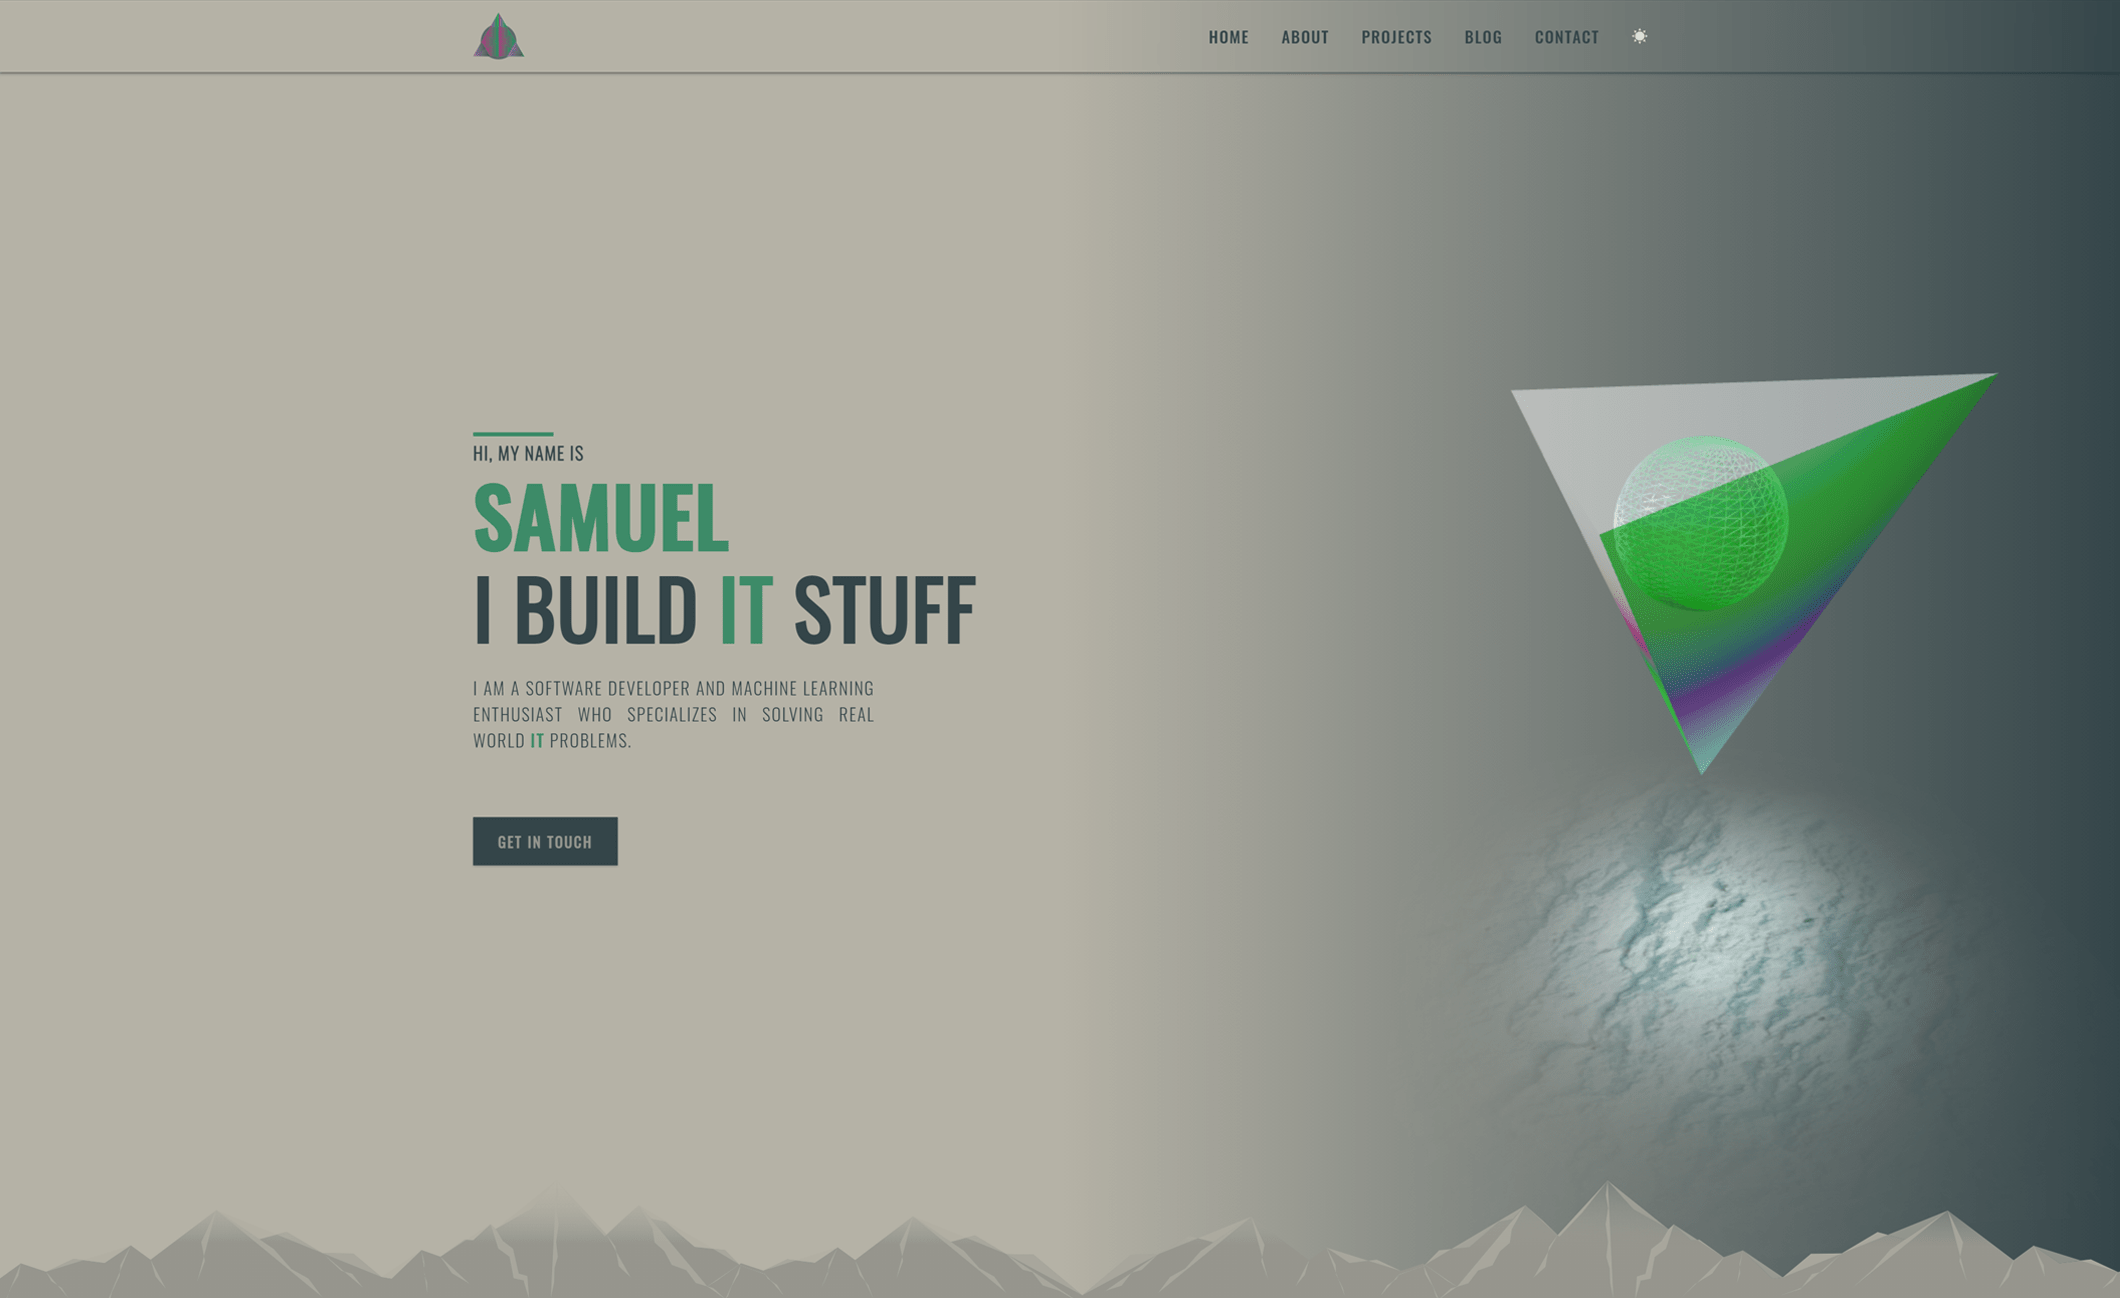 HOME ABOUT PROJECTS BLOG CONTACT
HI, MY NAME IS
SAMUEL
I BUILD IT STUFF
I AM A SOFTWARE DEVELOPER AND MACHINE LEARNING
ENTHUSIAST WHO SPECIALIZES IN SOLVING REAL
WORLD IT PROBLEMS.
GET IN TOUCH